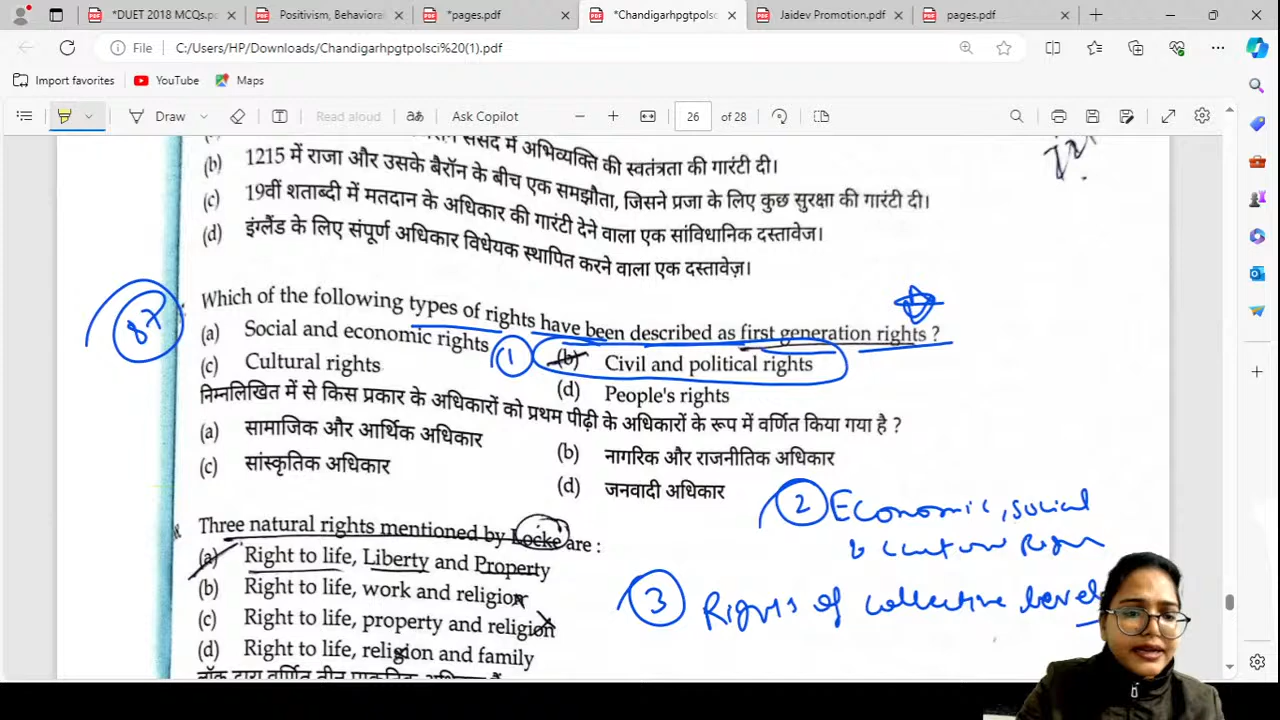 *DUET 2018 MCQs.pd
Positivism, Behaviora
*pages.pdf
*Chandigarhpgtpolsci
Jaidev Promotion.pdf
pages.pdf
File
C:/Users/HP/Downloads/Chandigarhpgtpolsci%20(1).pdf
Import favorites
YouTube
Maps
Draw
Read aloud
Ask Copilot
26 of 28
संसद में अभिव्यक्ति की स्वतंत्रता की गारंटी दी।
(b) 1215 में राजा और उसके बैरॉन के बीच एक समझौता, जिसने प्रजा के लिए कुछ सुरक्षा की गारंटी दी।
(c) 19वीं शताब्दी में मतदान के अधिकार की गारंटी देने वाला एक सांविधानिक दस्तावेज।
(d) इंग्लैंड के लिए संपूर्ण अधिकार विधेयक स्थापित करने वाला एक दस्तावेज़।
87
Which of the following types of rights have been described as first generation rights ?
(a) Social and economic rights
1
(b) Civil and political rights
(c) Cultural rights
(d) People's rights
निम्नलिखित में से किस प्रकार के अधिकारों को प्रथम पीढ़ी के अधिकारों के रूप में वर्णित किया गया है ?
(a) सामाजिक और आर्थिक अधिकार
(b) नागरिक और राजनीतिक अधिकार
(c) सांस्कृतिक अधिकार
(d) जनवादी अधिकार
2 Economic, social
Three natural rights mentioned by Locke are :
(a) Right to life, Liberty and Property
(b) Right to life, work and religion
3 Rights of collective level
(c) Right to life, property and religion
(d) Right to life, religion and family